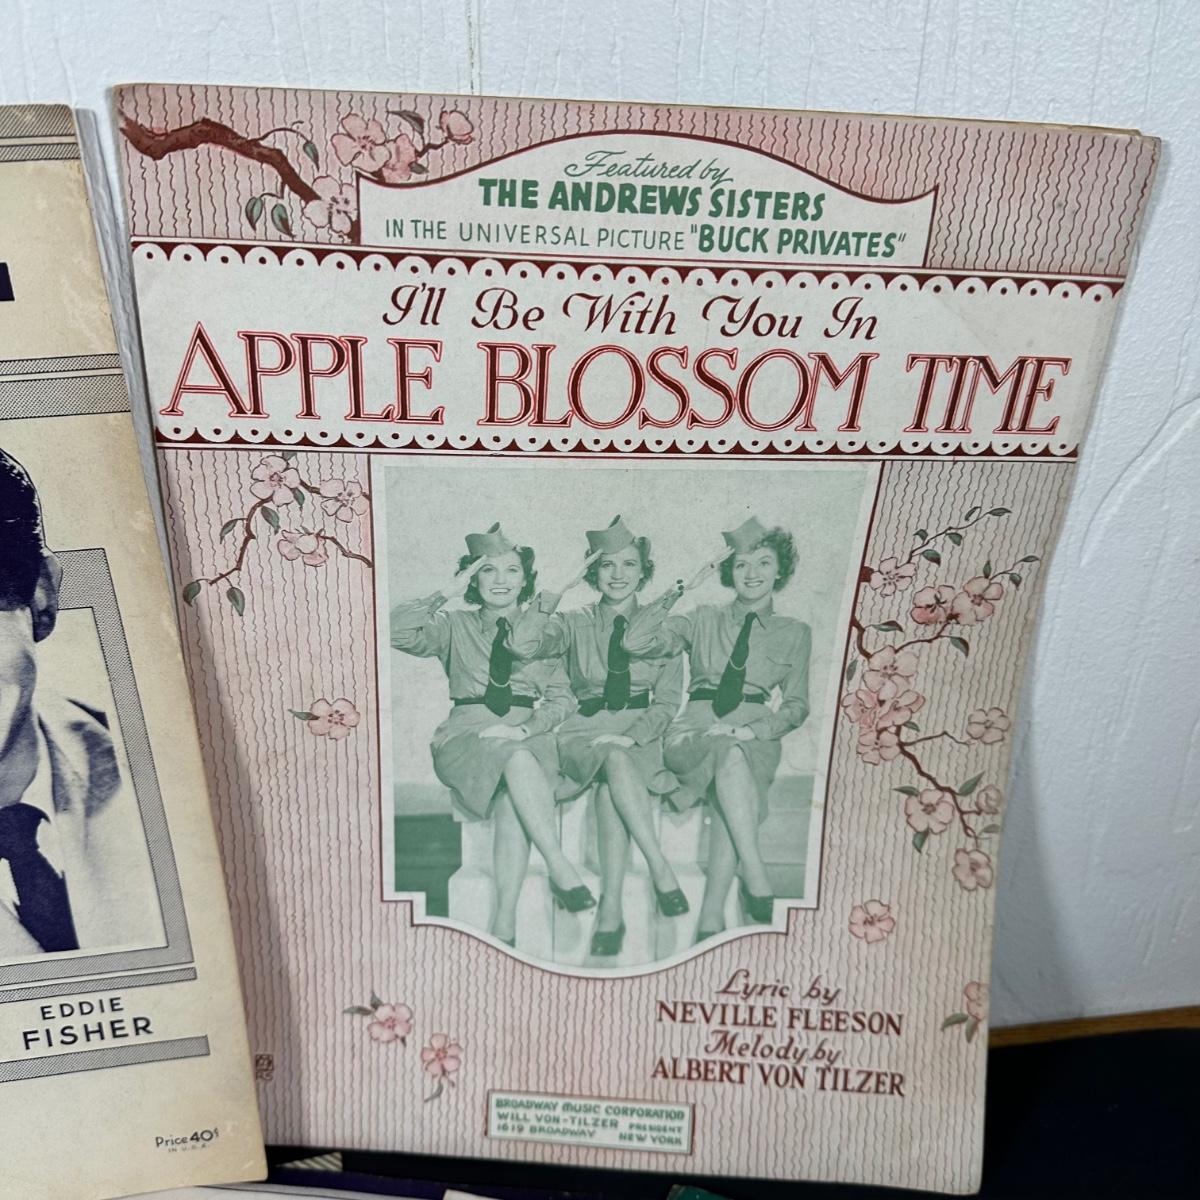 Featured by
THE ANDREWS SISTERS
IN THE UNIVERSAL PICTURE "BUCK PRIVATES"
I'll Be With You In
APPLE BLOSSOM TIME
Lyric by
NEVILLE FLEESON
Melody by
ALBERT VON TILZER
BROADWAY MUSIC CORPORATION
WILL VON-TILZER PRESIDENT
1619 BROADWAY NEW YORK
EDDIE
FISHER
Price 40¢
IN U.S.A.